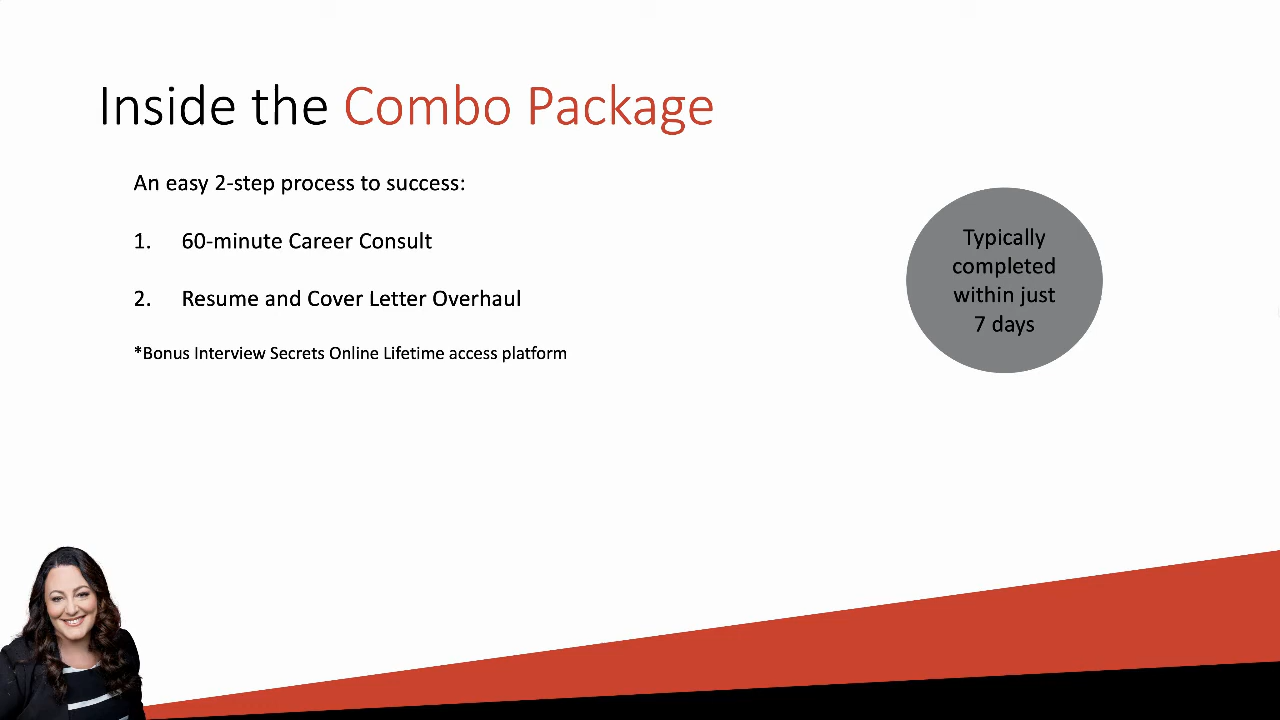 Inside the Combo Package
An easy 2-step process to success:
1. 60-minute Career Consult
2. Resume and Cover Letter Overhaul
*Bonus Interview Secrets Online Lifetime access platform
Typically
completed
within just
7 days